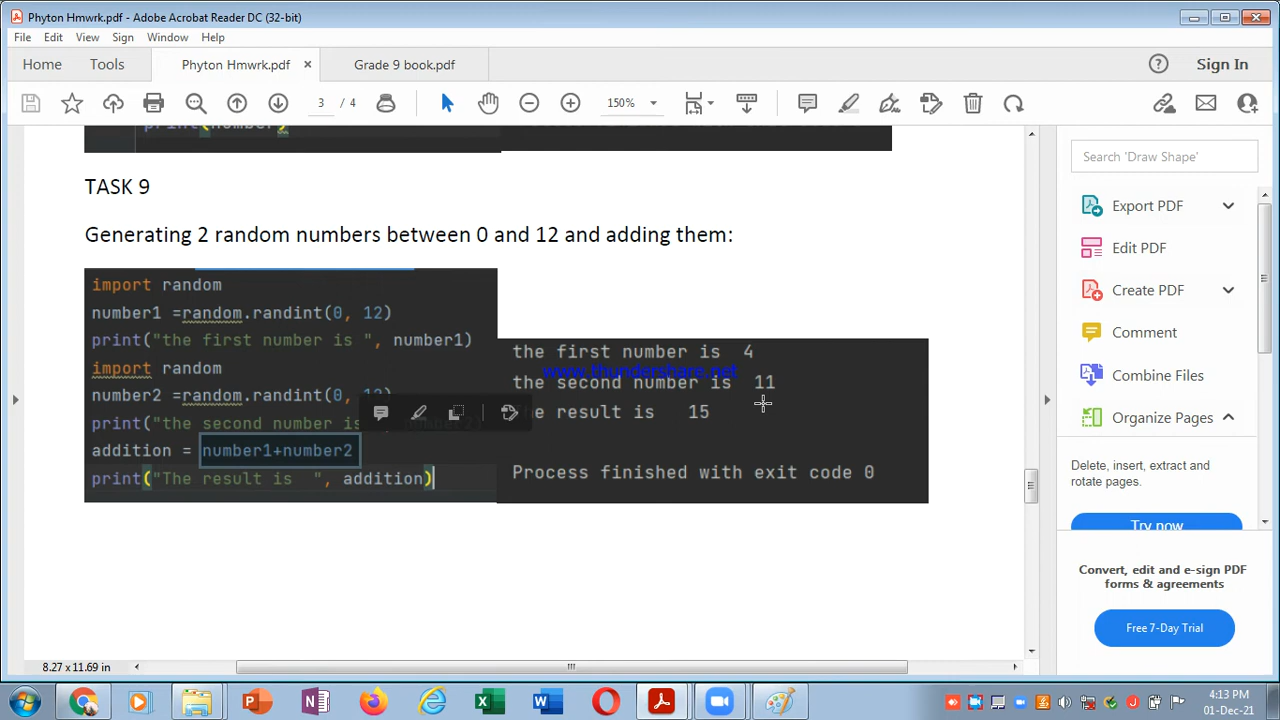 Phyton Hmwrk.pdf - Adobe Acrobat Reader DC (32-bit)
File Edit View Sign Window Help
Home Tools Phyton Hmwrk.pdf × Grade 9 book.pdf Sign In
3 / 4 150%
TASK 9
Generating 2 random numbers between 0 and 12 and adding them:
import random
number1 =random.randint(0, 12)
print("the first number is ", number1)
import random
number2 =random.randint(0, 12)
print("the second number is
addition = number1+number2
print("The result is ", addition)
the first number is 4
www.thundershare.net
the second number is 11
he result is 15
Process finished with exit code 0
Search 'Draw Shape'
Export PDF
Edit PDF
Create PDF
Comment
Combine Files
Organize Pages
Delete, insert, extract and
rotate pages.
Try now
Convert, edit and e-sign PDF
forms & agreements
Free 7-Day Trial
8.27 x 11.69 in
4:13 PM
01-Dec-21